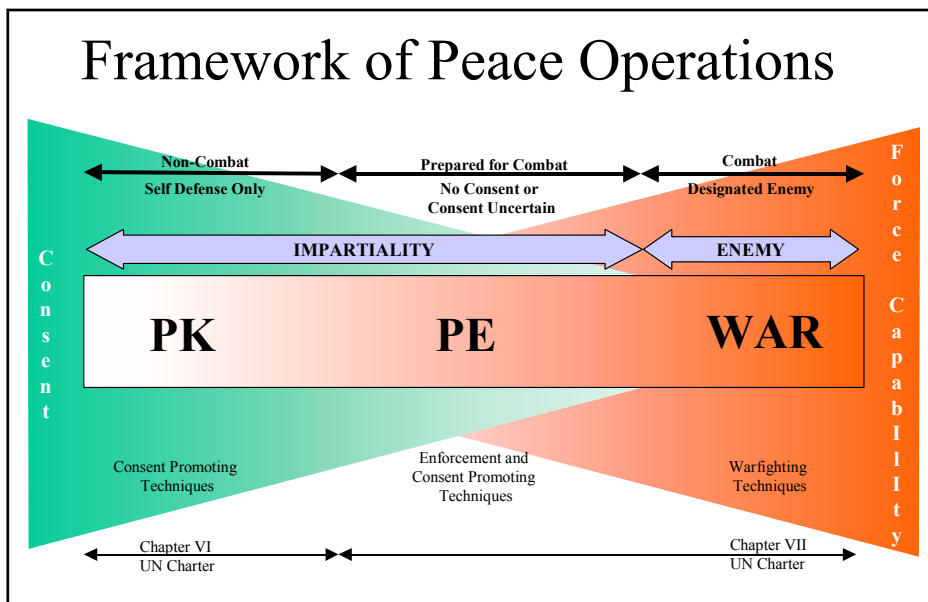 Framework of Peace Operations
Non-Combat
Self Defense Only
Prepared for Combat
No Consent or
Consent Uncertain
Combat
Designated Enemy
Consent
Force CapabIlIty
IMPARTIALITY
ENEMY
PK
PE
WAR
Consent Promoting
Techniques
Enforcement and
Consent Promoting
Techniques
Warfighting
Techniques
Chapter VI
UN Charter
Chapter VII
UN Charter